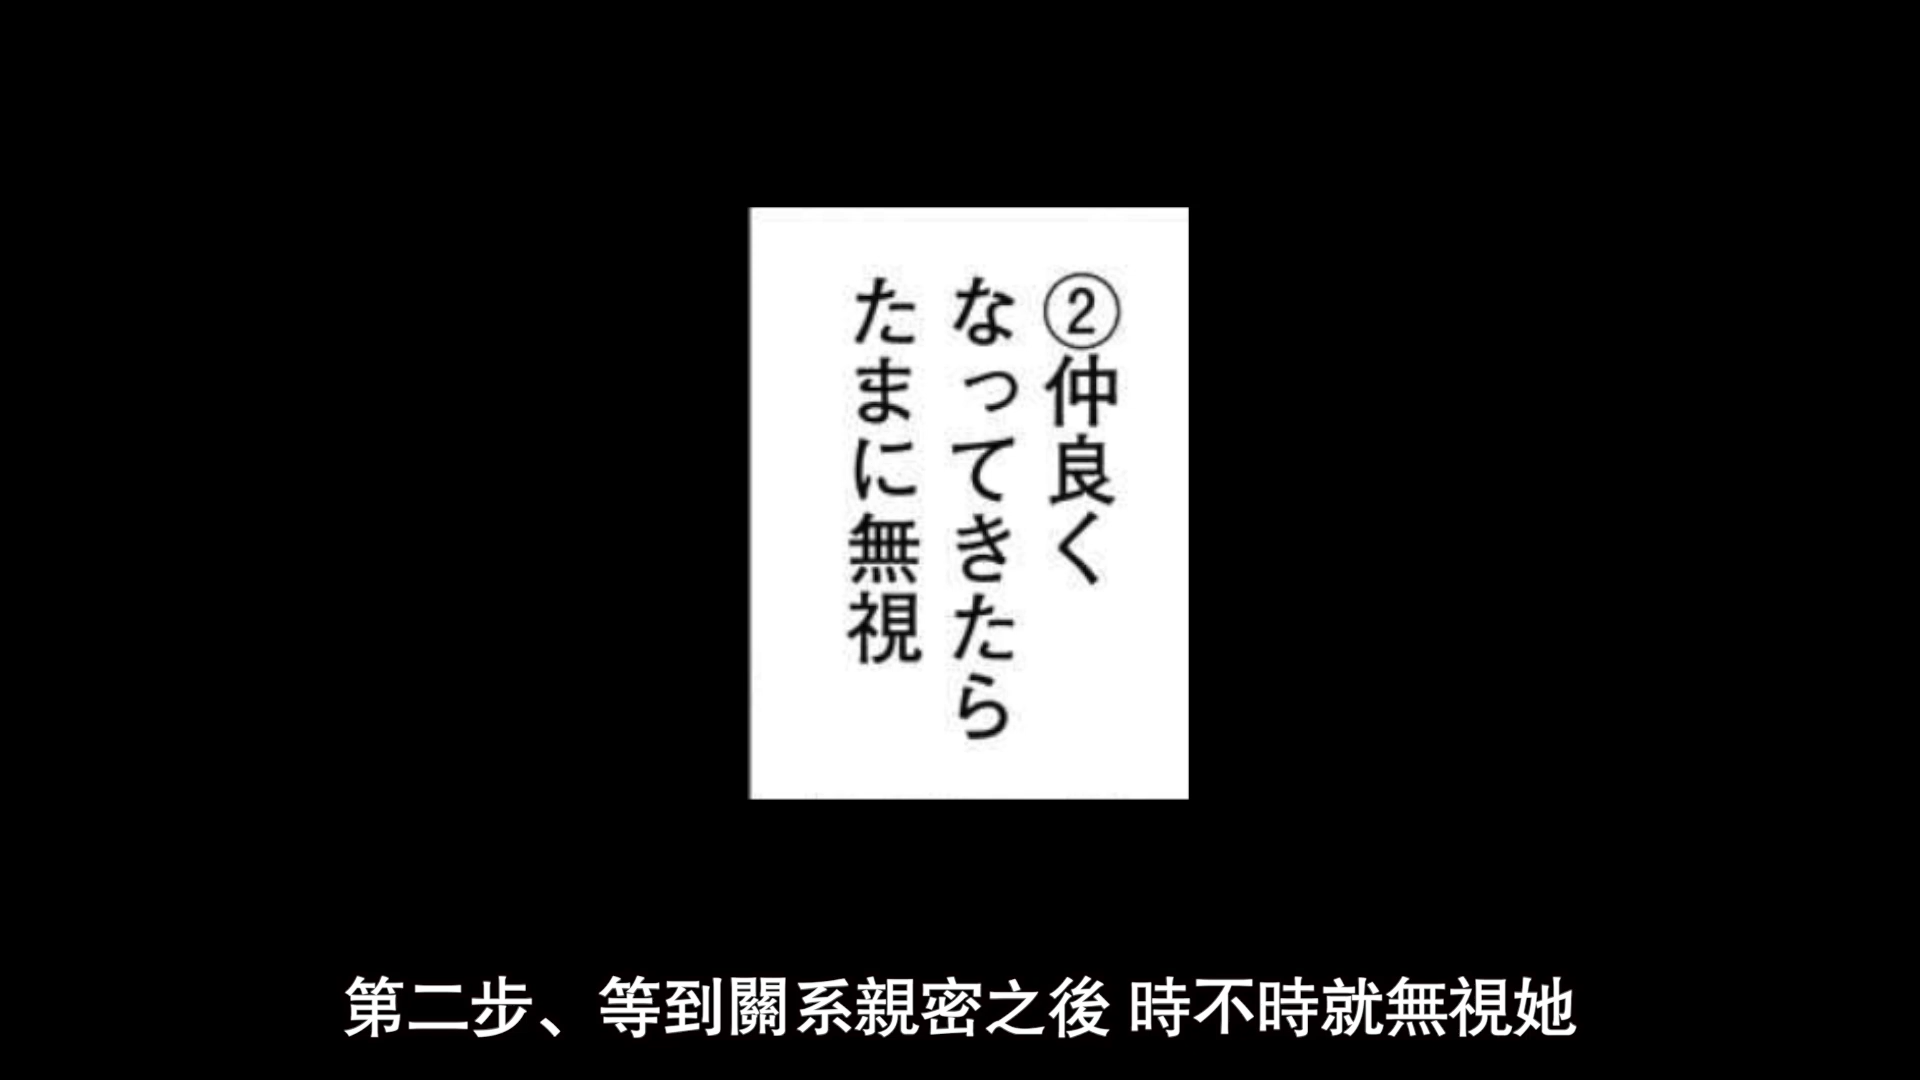 ②仲良く
なってきたら
たまに無視
第二步、等到關系親密之後 時不時就無視她